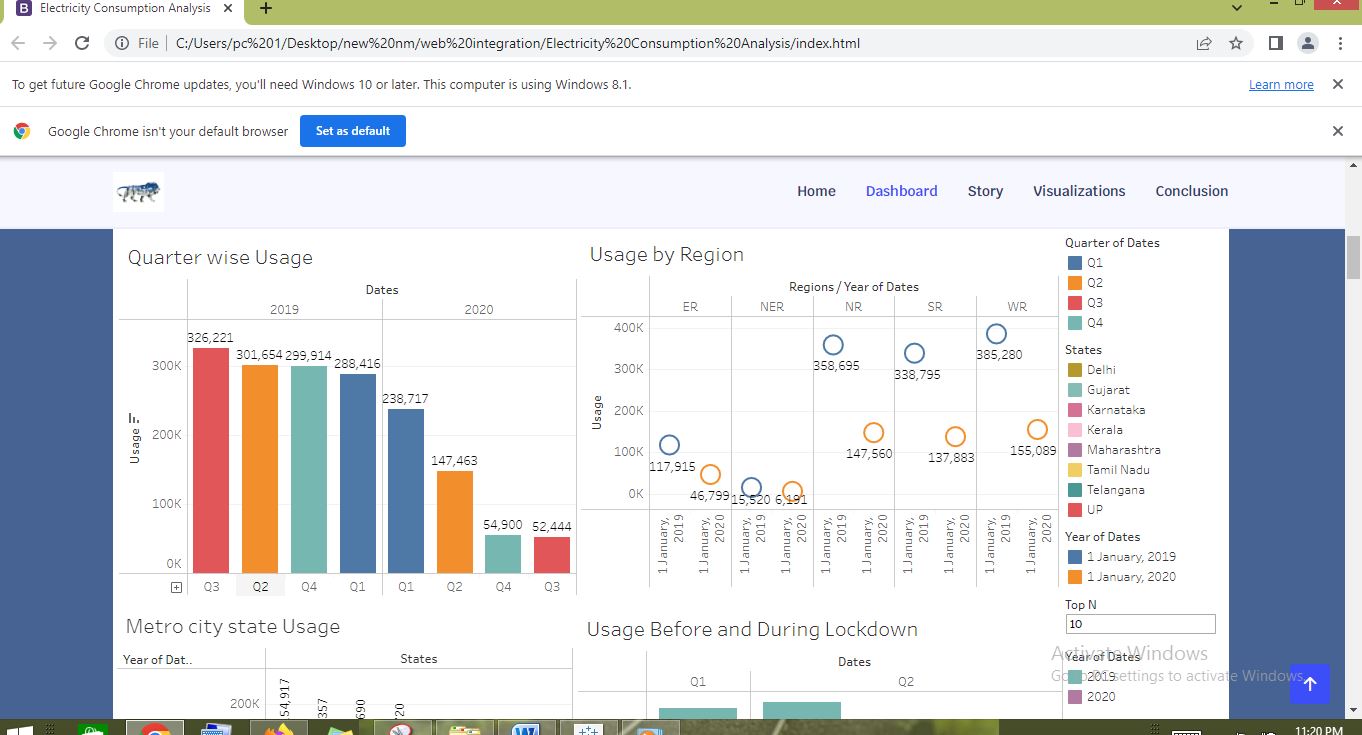 Electricity Consumption Analysis
File | C:/Users/pc%201/Desktop/new%20nm/web%20integration/Electricity%20Consumption%20Analysis/index.html
To get future Google Chrome updates, you'll need Windows 10 or later. This computer is using Windows 8.1.
Learn more
Google Chrome isn't your default browser
Set as default
Home Dashboard Story Visualizations Conclusion
Quarter wise Usage
Dates
2019 2020
326,221
301,654 299,914 288,416
238,717
147,463
54,900 52,444
300K
200K
100K
0K
Usage
Q3 Q2 Q4 Q1 Q1 Q2 Q4 Q3
Usage by Region
Regions / Year of Dates
ER NER NR SR WR
400K
300K
200K
100K
0K
Usage
358,695
338,795
385,280
117,915
147,560
137,883
155,089
46,799
15,520 6,191
1 January, 2019
1 January, 2020
1 January, 2019
1 January, 2020
1 January, 2019
1 January, 2020
1 January, 2019
1 January, 2020
1 January, 2019
1 January, 2020
Quarter of Dates
Q1
Q2
Q3
Q4
States
Delhi
Gujarat
Karnataka
Kerala
Maharashtra
Tamil Nadu
Telangana
UP
Year of Dates
1 January, 2019
1 January, 2020
Top N
10
Year of Dates
2019
2020
Metro city state Usage
Year of Dat..
States
200K
54,917
357
690
20
Usage Before and During Lockdown
Dates
Q1 Q2
Activate Windows
Go to PC settings to activate Windows.
11:20 PM